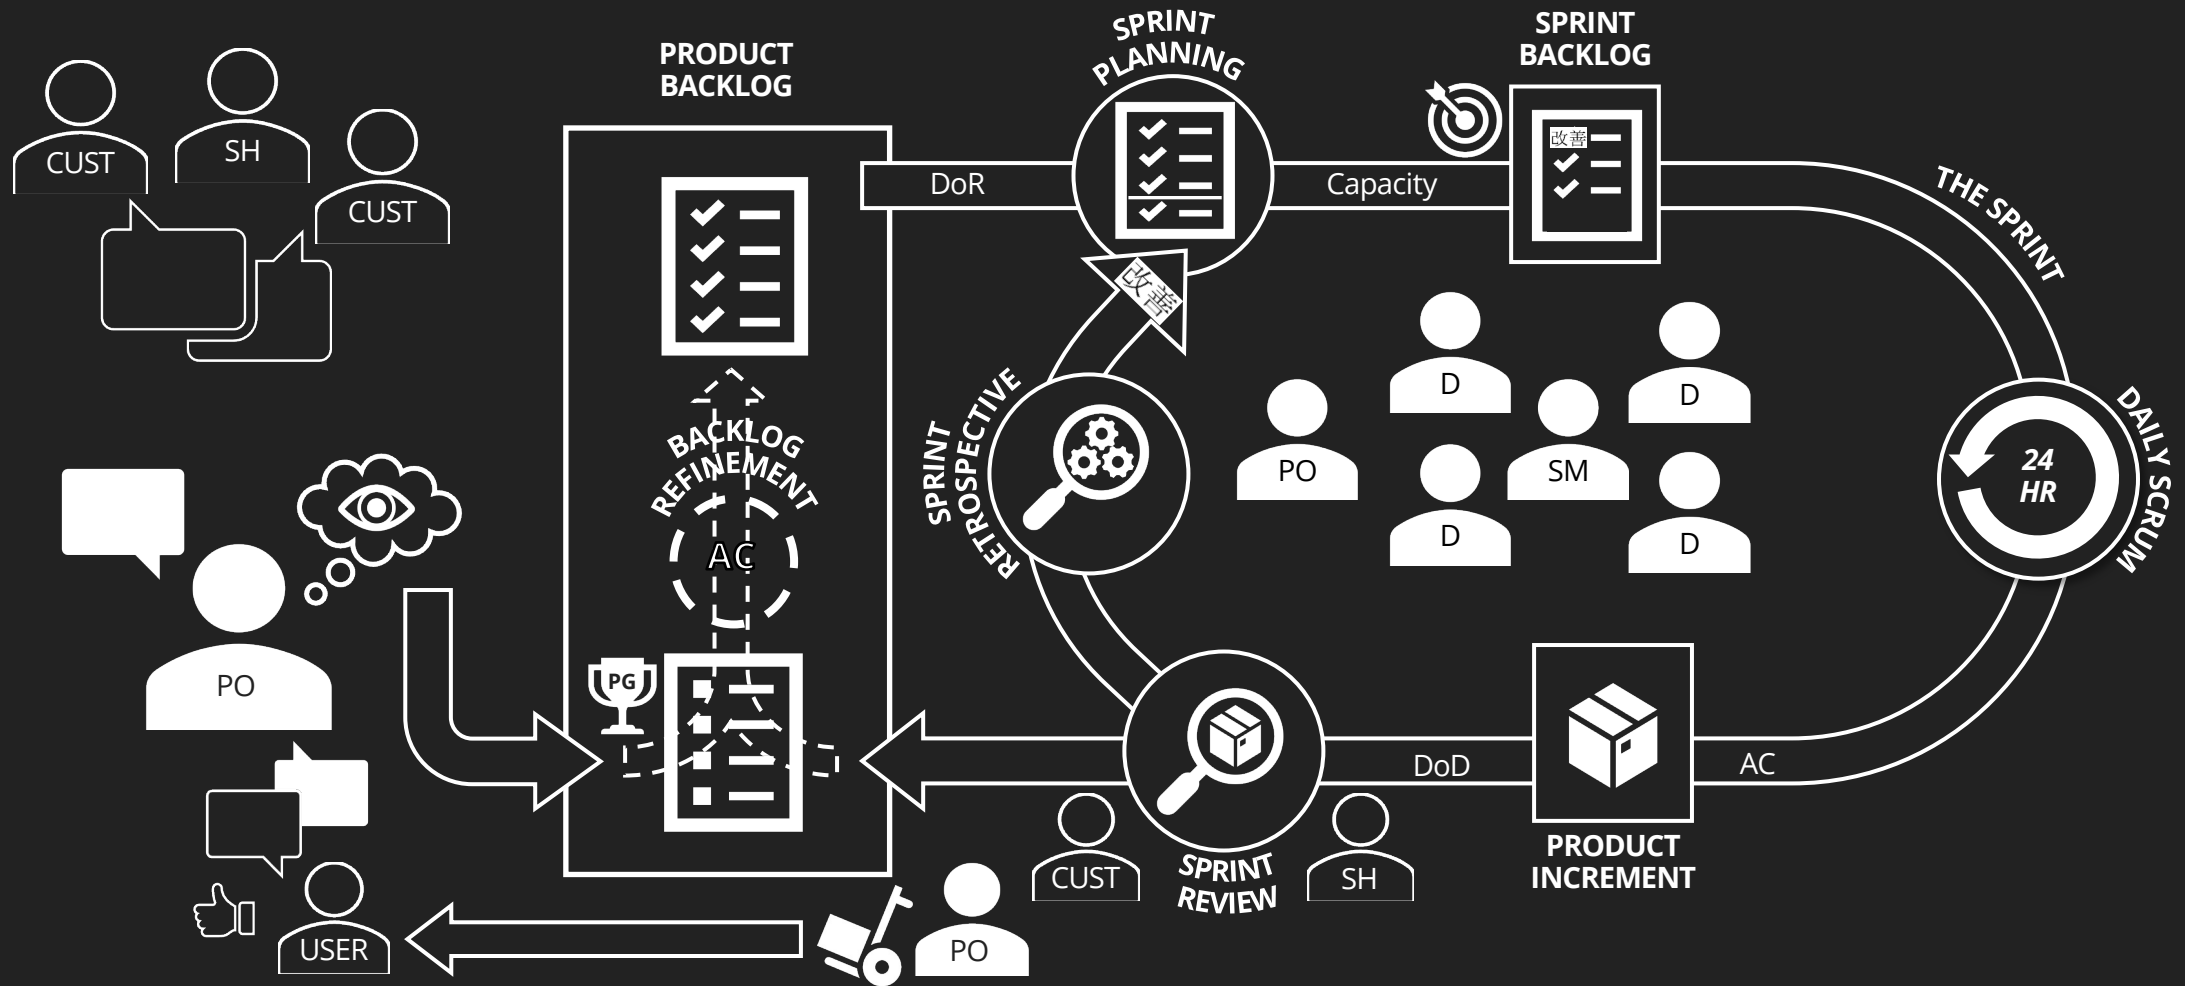 CUST
SH
CUST
PRODUCT
BACKLOG
BACKLOG
REFINEMENT
AC
PG
PO
USER
PO
DoR
SPRINT
PLANNING
改善
Capacity
SPRINT
BACKLOG
改善
THE SPRINT
DAILY SCRUM
24
HR
SPRINT
RETROSPECTIVE
PO
D
D
SM
D
D
AC
PRODUCT
INCREMENT
DoD
SPRINT
REVIEW
CUST
SH